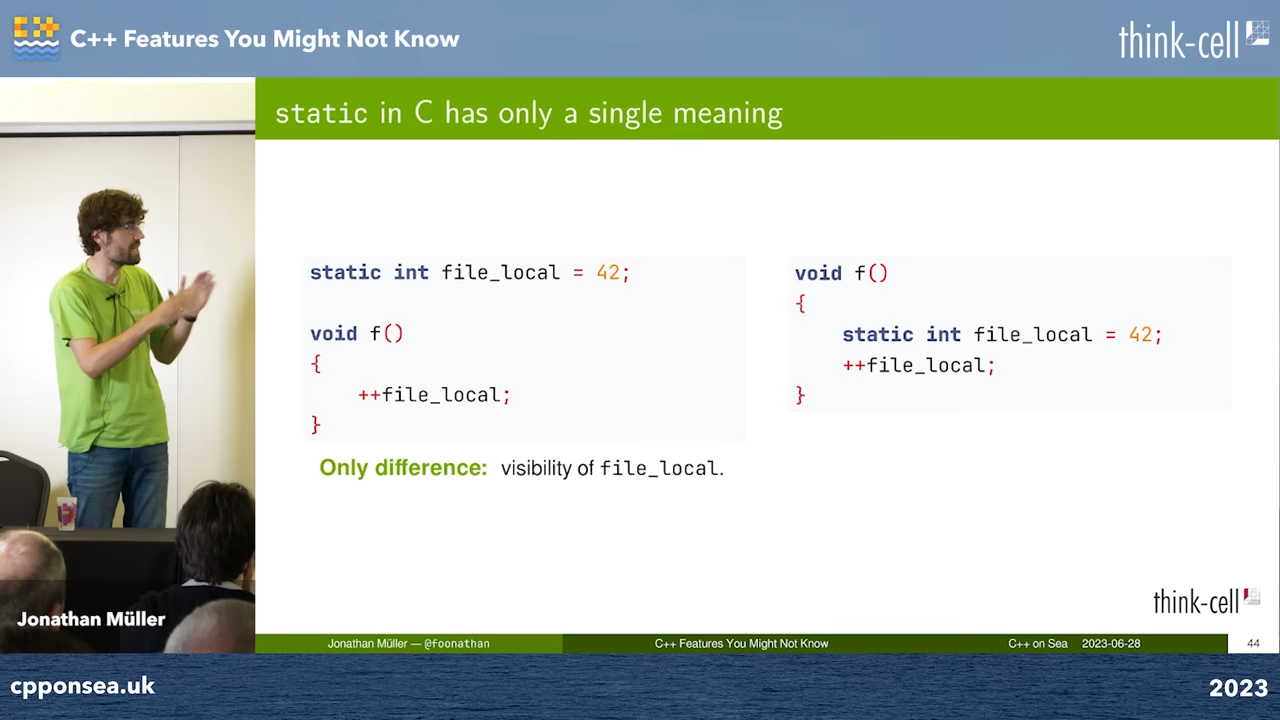 C++ Features You Might Not Know
think-cell
static in C has only a single meaning
static int file_local = 42;
void f()
{
++file_local;
}
void f()
{
static int file_local = 42;
++file_local;
}
Only difference: visibility of file_local.
think-cell
Jonathan Müller
Jonathan Müller — @foonathan
C++ Features You Might Not Know
C++ on Sea 2023-06-28
44
cpponsea.uk
2023